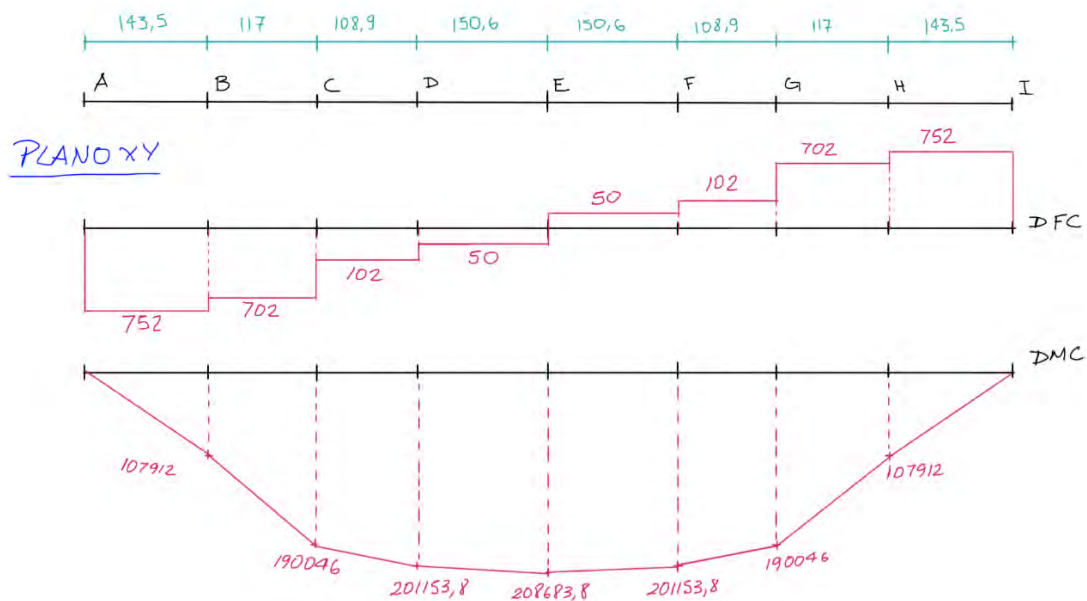 143,5 117 108,9 150,6 150,6 108,9 117 143,5
A B C D E F G H I
PLANO XY
752 702 102 50 50 102 702 752
DFC
DMC
107912 190046 201153,8 208683,8 201153,8 190046 107912